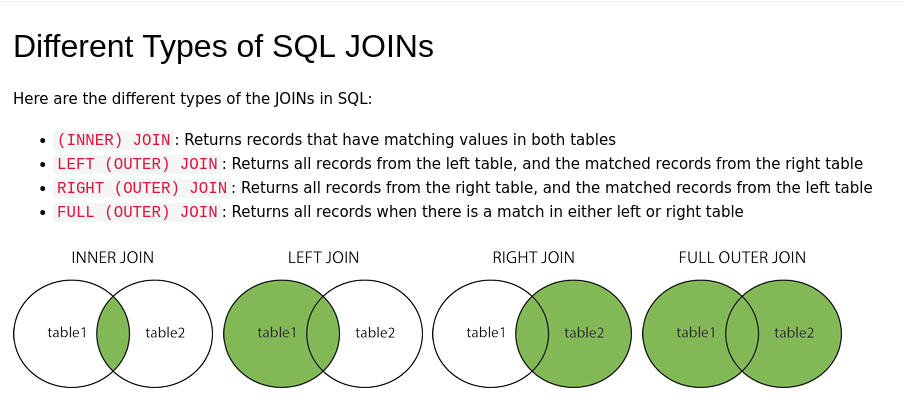 Different Types of SQL JOINs
Here are the different types of the JOINs in SQL:
• (INNER) JOIN: Returns records that have matching values in both tables
• LEFT (OUTER) JOIN: Returns all records from the left table, and the matched records from the right table
• RIGHT (OUTER) JOIN: Returns all records from the right table, and the matched records from the left table
• FULL (OUTER) JOIN: Returns all records when there is a match in either left or right table
INNER JOIN LEFT JOIN RIGHT JOIN FULL OUTER JOIN
table1 table2 table1 table2 table1 table2 table1 table2